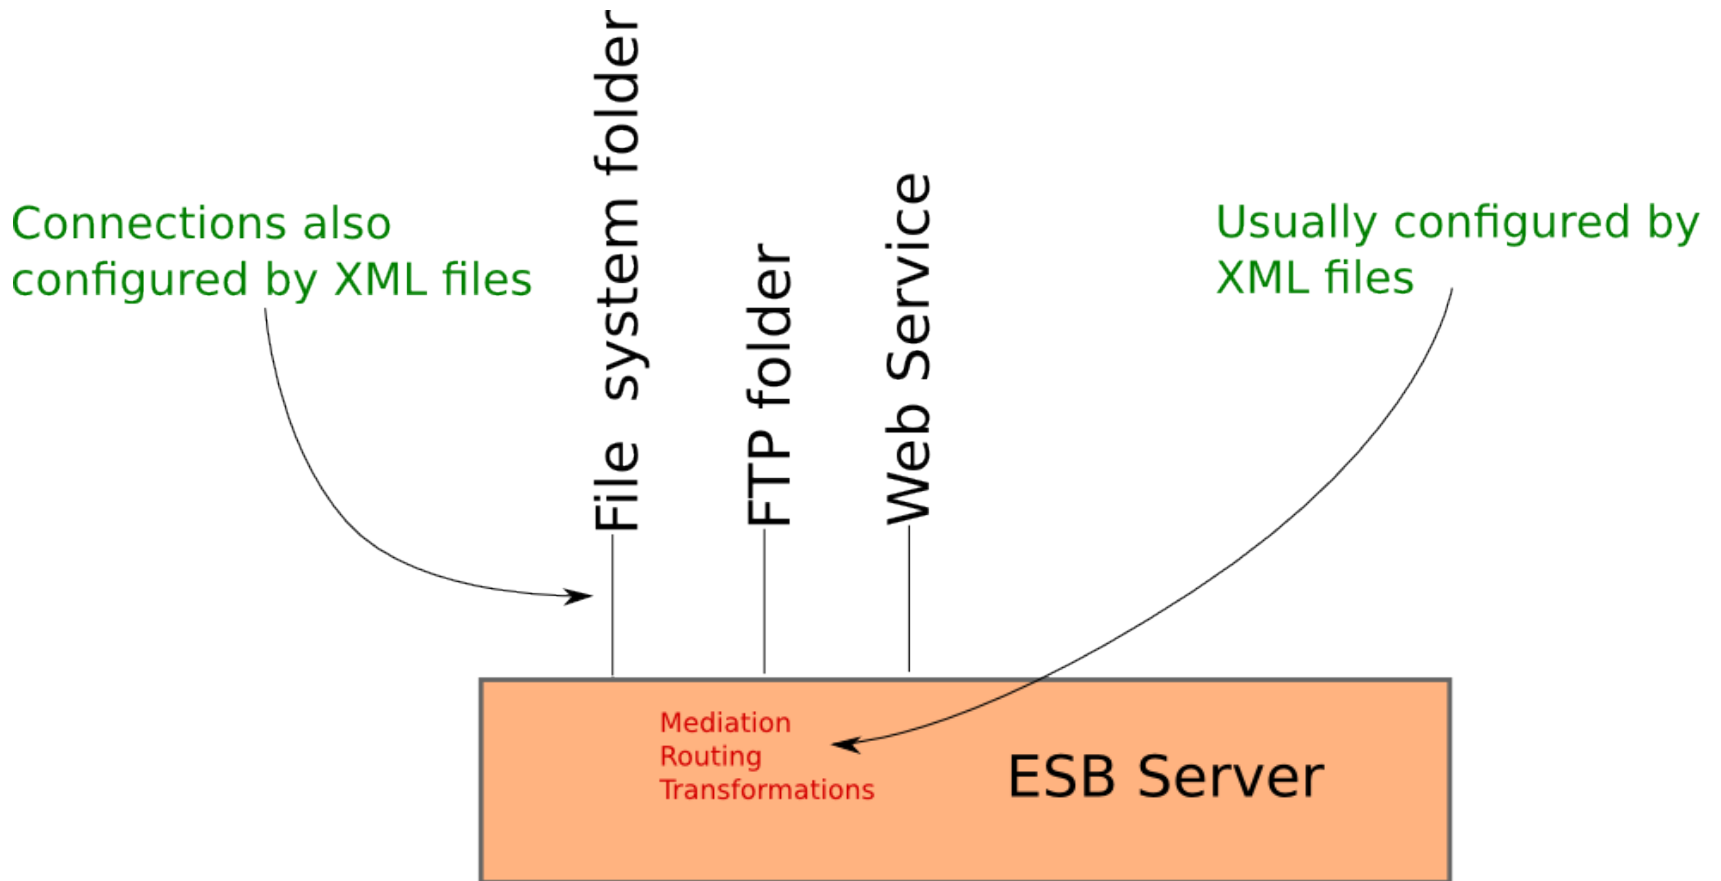 File  system folder
Connections also
configured by XML files
FTP folder
Web Service
Usually configured by
XML files
Mediation
Routing
Transformations
ESB Server